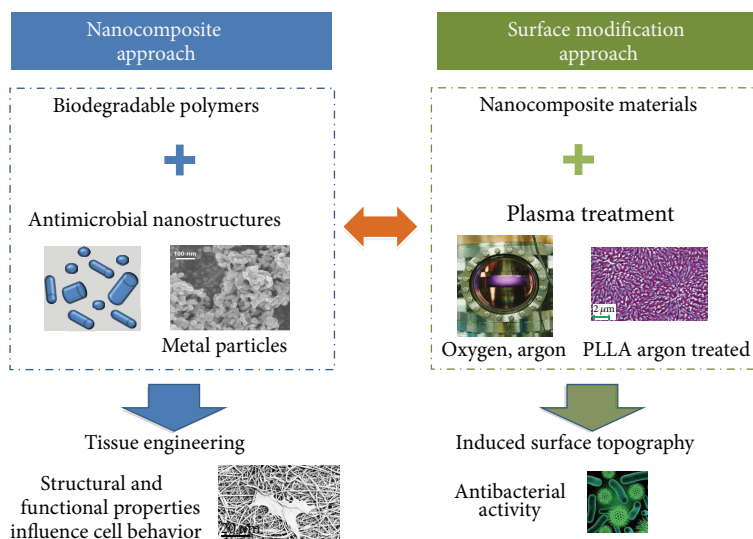 Nanocomposite
approach
Biodegradable polymers
+
Antimicrobial nanostructures
100 nm
Metal particles
Tissue engineering
Structural and
functional properties
influence cell behavior
20 μm
Surface modification
approach
Nanocomposite materials
+
Plasma treatment
2 μm
Oxygen, argon
PLLA argon treated
Induced surface topography
Antibacterial
activity